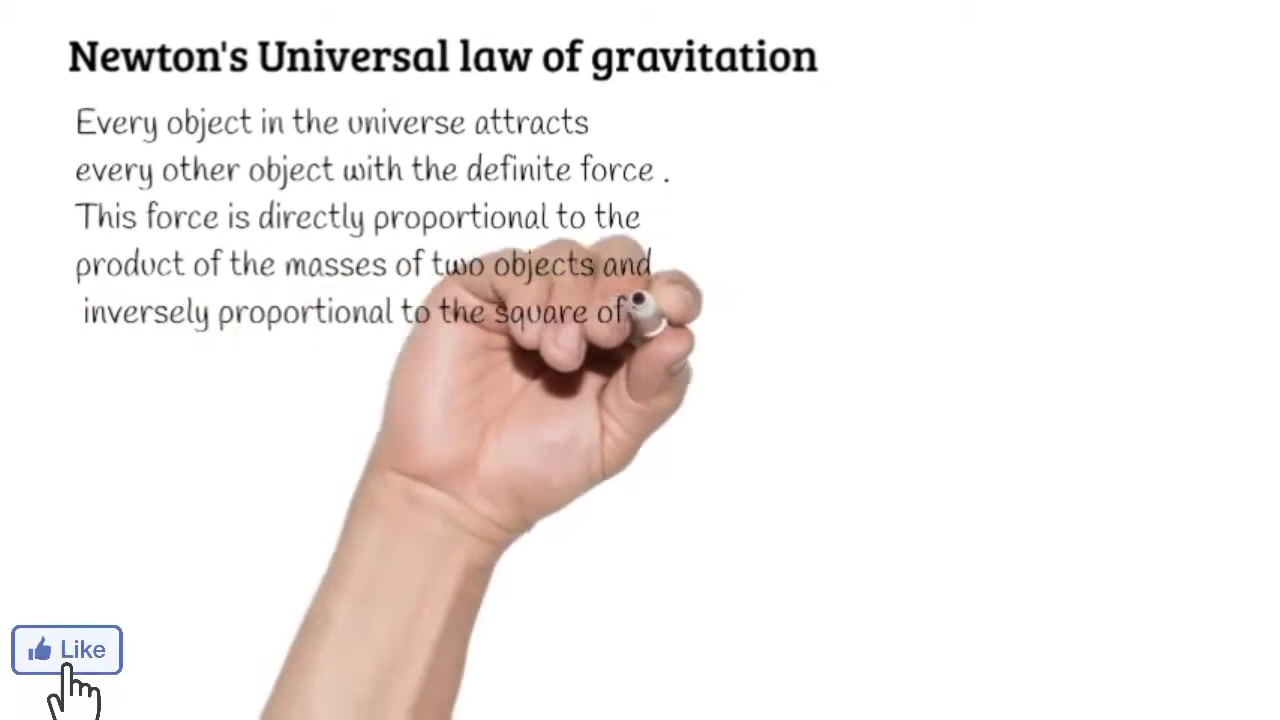 Newton's Universal law of gravitation
Every object in the universe attracts
every other object with the definite force .
This force is directly proportional to the
product of the masses of two objects and
inversely proportional to the square of
Like